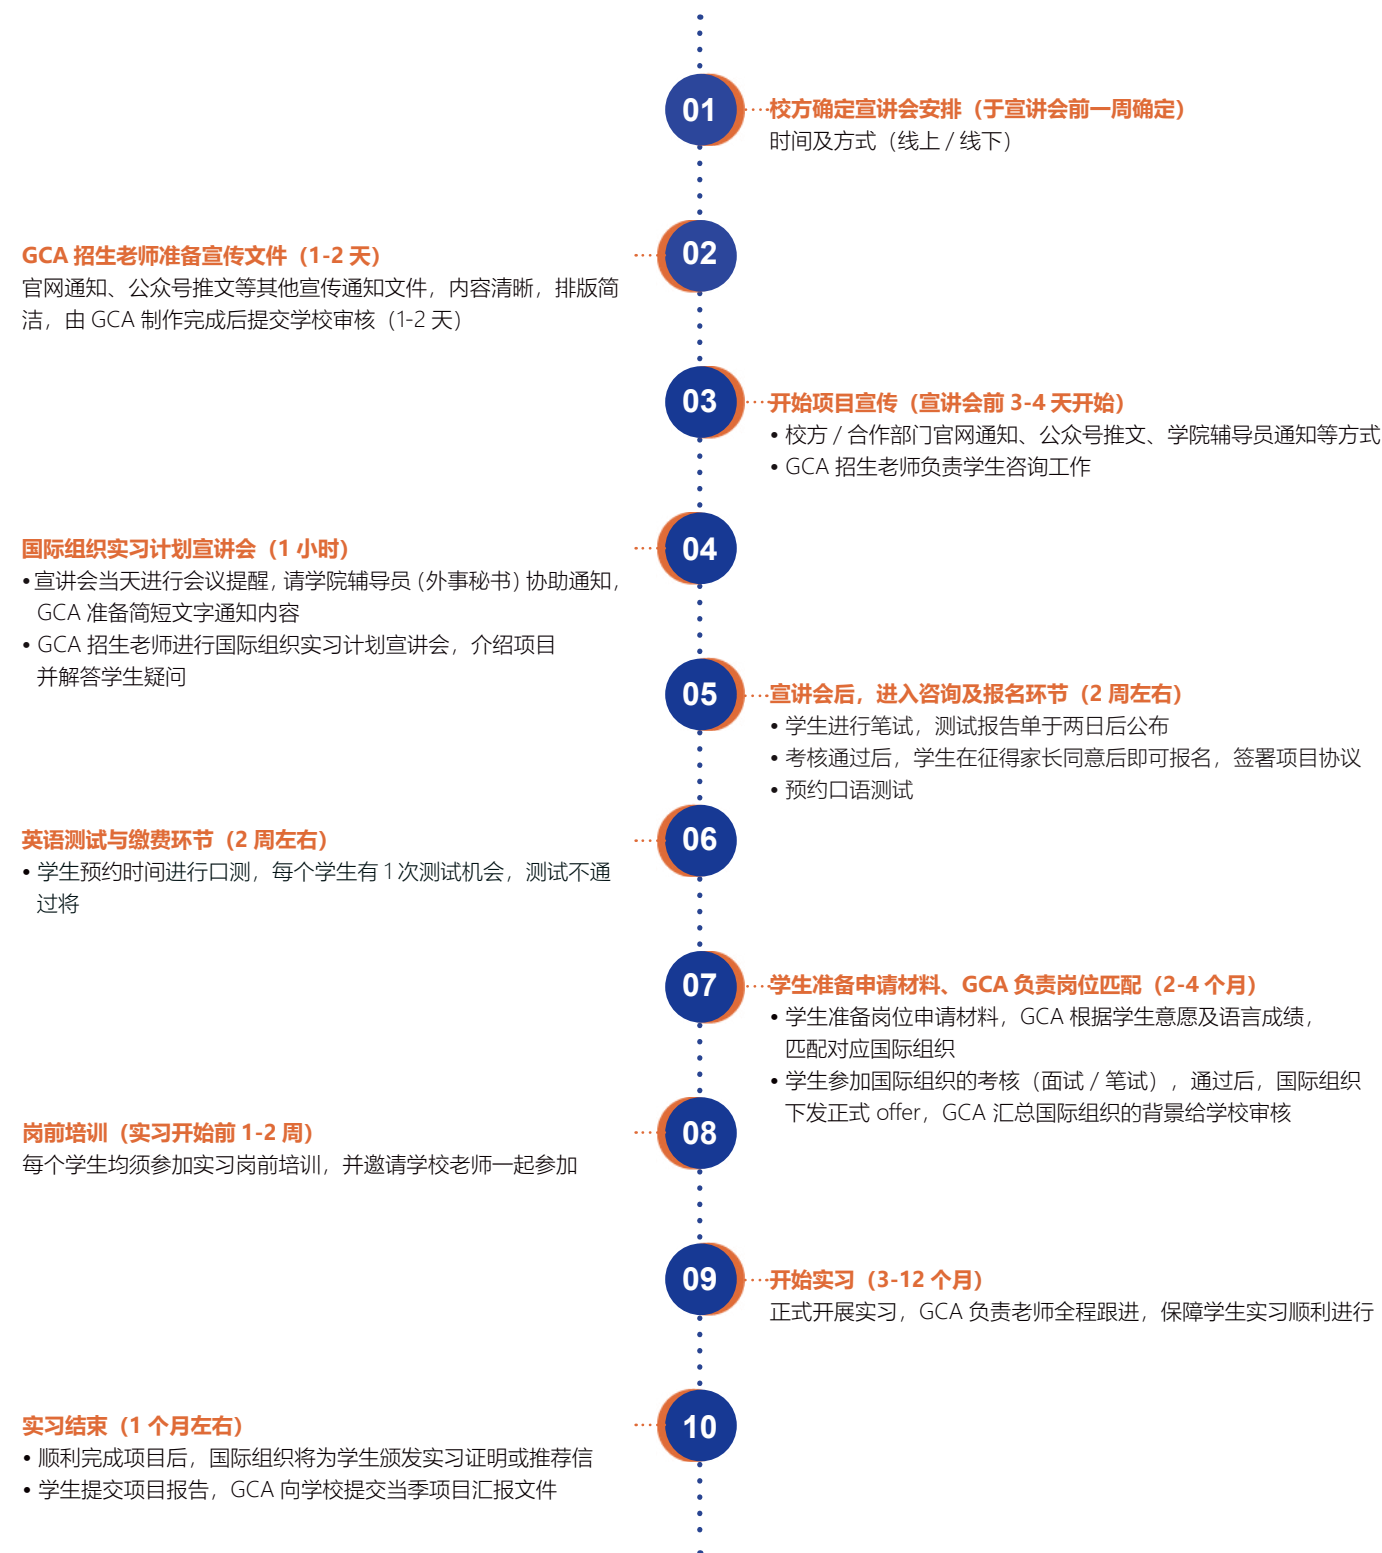 01
校方确定宣讲会安排（于宣讲会前一周确定）
时间及方式（线上 / 线下）
02
GCA 招生老师准备宣传文件（1-2 天）
官网通知、公众号推文等其他宣传通知文件，内容清晰，排版简
洁，由 GCA 制作完成后提交学校审核（1-2 天）
03
开始项目宣传（宣讲会前 3-4 天开始）
• 校方 / 合作部门官网通知、公众号推文、学院辅导员通知等方式
• GCA 招生老师负责学生咨询工作
04
国际组织实习计划宣讲会（1 小时）
• 宣讲会当天进行会议提醒，请学院辅导员（外事秘书）协助通知，
GCA 准备简短文字通知内容
• GCA 招生老师进行国际组织实习计划宣讲会，介绍项目
并解答学生疑问
05
宣讲会后，进入咨询及报名环节（2 周左右）
• 学生进行笔试，测试报告单于两日后公布
• 考核通过后，学生在征得家长同意后即可报名，签署项目协议
• 预约口语测试
06
英语测试与缴费环节（2 周左右）
• 学生预约时间进行口测，每个学生有 1 次测试机会，测试不通
过将
07
学生准备申请材料、GCA 负责岗位匹配（2-4 个月）
• 学生准备岗位申请材料，GCA 根据学生意愿及语言成绩，
匹配对应国际组织
• 学生参加国际组织的考核（面试 / 笔试），通过后，国际组织
下发正式 offer，GCA 汇总国际组织的背景给学校审核
08
岗前培训（实习开始前 1-2 周）
每个学生均须参加实习岗前培训，并邀请学校老师一起参加
09
开始实习（3-12 个月）
正式开展实习，GCA 负责老师全程跟进，保障学生实习顺利进行
10
实习结束（1 个月左右）
• 顺利完成项目后，国际组织将为学生颁发实习证明或推荐信
• 学生提交项目报告，GCA 向学校提交当季项目汇报文件